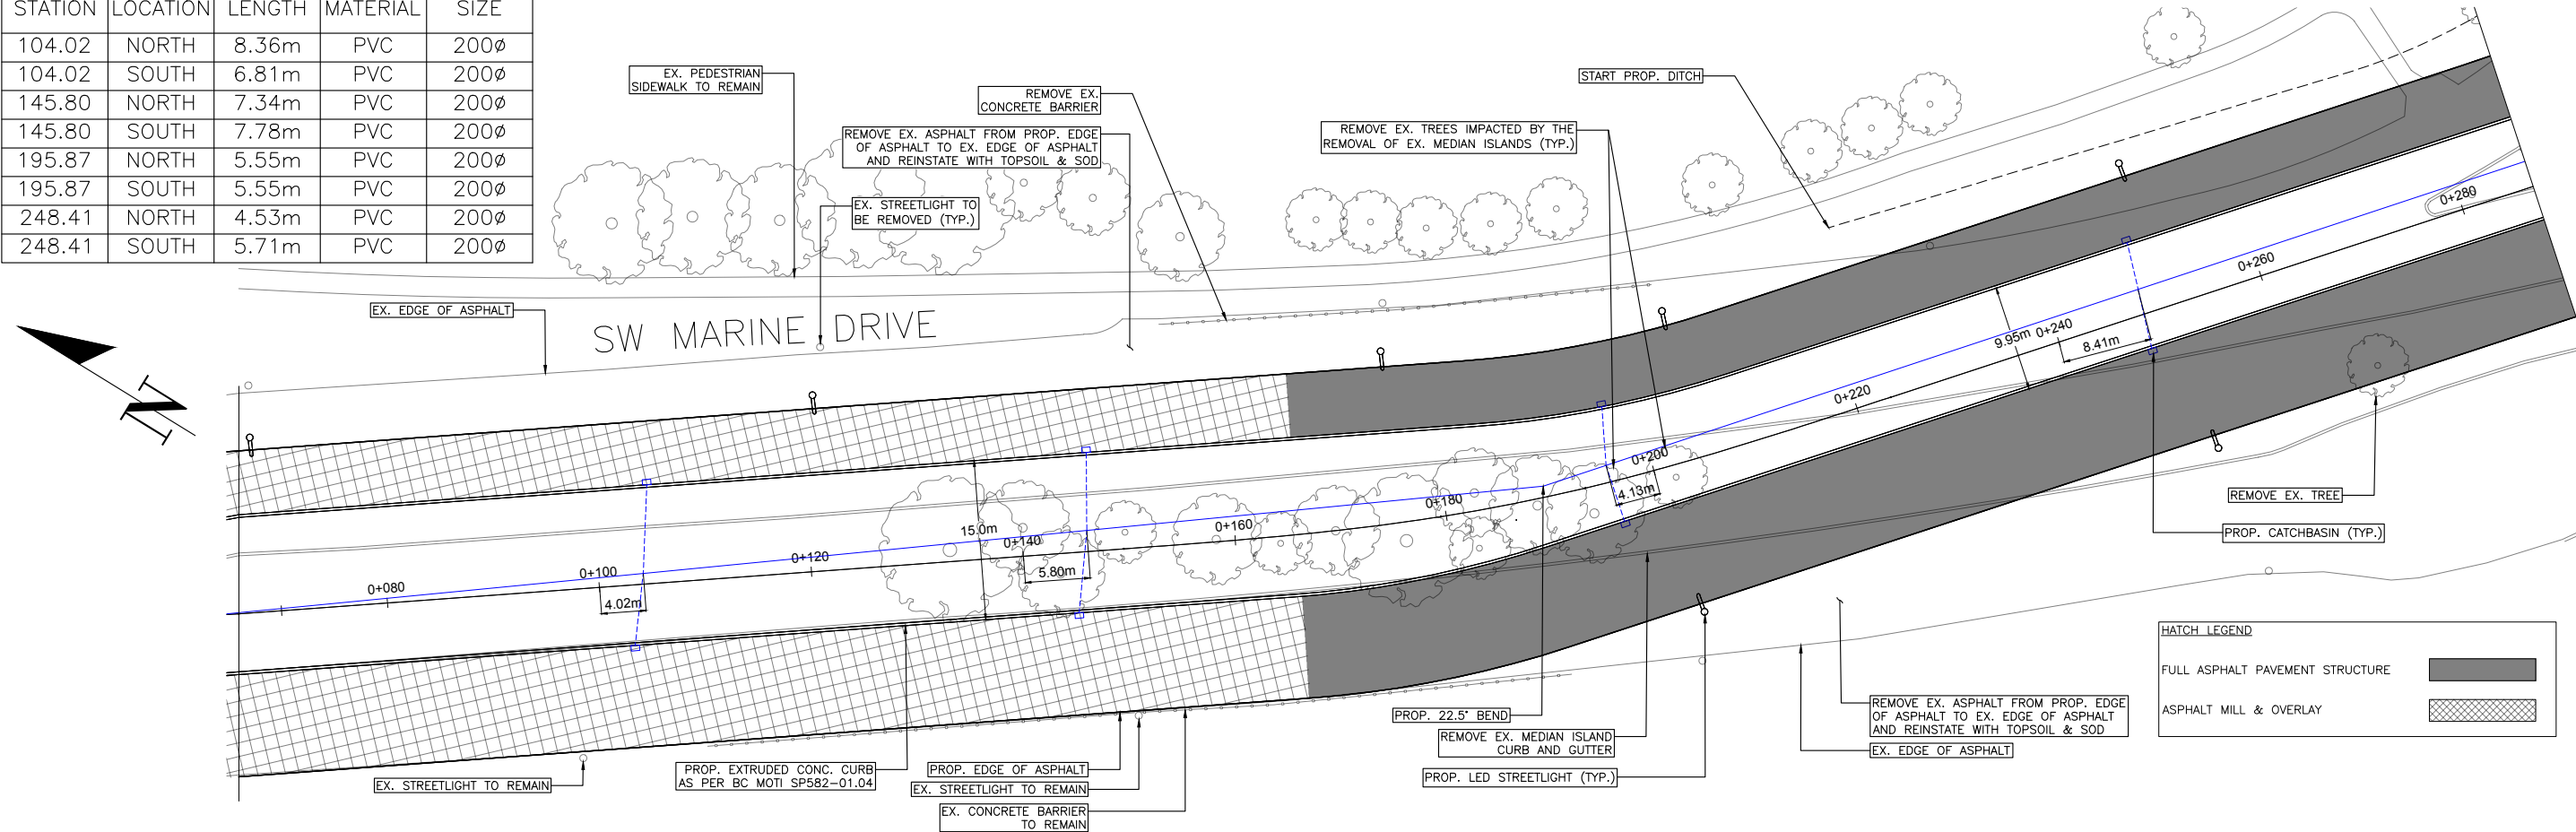 STATION LOCATION LENGTH MATERIAL SIZE
104.02 NORTH 8.36m PVC 200ø
104.02 SOUTH 6.81m PVC 200ø
145.80 NORTH 7.34m PVC 200ø
145.80 SOUTH 7.78m PVC 200ø
195.87 NORTH 5.55m PVC 200ø
195.87 SOUTH 5.55m PVC 200ø
248.41 NORTH 4.53m PVC 200ø
248.41 SOUTH 5.71m PVC 200ø
EX. PEDESTRIAN
SIDEWALK TO REMAIN
REMOVE EX.
CONCRETE BARRIER
REMOVE EX. ASPHALT FROM PROP. EDGE
OF ASPHALT TO EX. EDGE OF ASPHALT
AND REINSTATE WITH TOPSOIL & SOD
EX. STREETLIGHT TO
BE REMOVED (TYP.)
REMOVE EX. TREES IMPACTED BY THE
REMOVAL OF EX. MEDIAN ISLANDS (TYP.)
START PROP. DITCH
EX. EDGE OF ASPHALT
SW MARINE DRIVE
N
0+080
0+100
4.02m
0+120
15.0m
0+140
5.80m
0+160
0+180
0+200
4.13m
0+220
9.95m
0+240
8.41m
0+260
0+280
REMOVE EX. TREE
PROP. CATCHBASIN (TYP.)
HATCH LEGEND
FULL ASPHALT PAVEMENT STRUCTURE
ASPHALT MILL & OVERLAY
REMOVE EX. ASPHALT FROM PROP. EDGE
OF ASPHALT TO EX. EDGE OF ASPHALT
AND REINSTATE WITH TOPSOIL & SOD
EX. EDGE OF ASPHALT
PROP. 22.5° BEND
REMOVE EX. MEDIAN ISLAND
CURB AND GUTTER
PROP. LED STREETLIGHT (TYP.)
EX. STREETLIGHT TO REMAIN
PROP. EXTRUDED CONC. CURB
AS PER BC MOTI SP582-01.04
PROP. EDGE OF ASPHALT
EX. STREETLIGHT TO REMAIN
EX. CONCRETE BARRIER
TO REMAIN